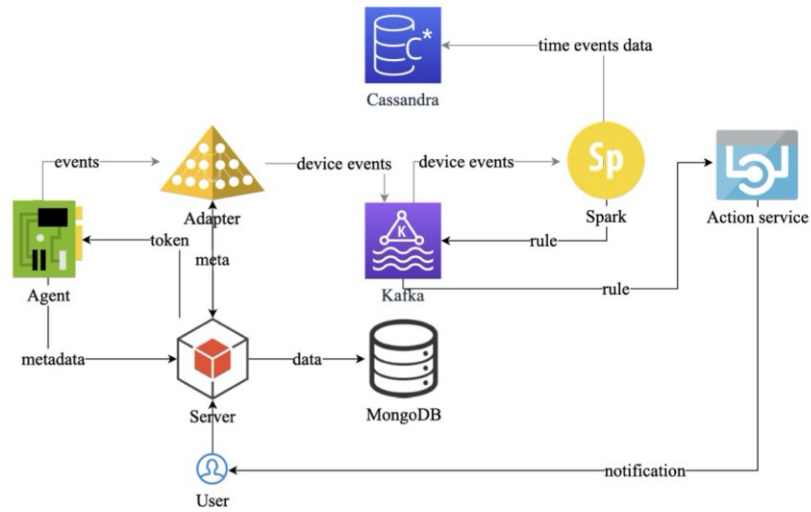 time events data
C*
Cassandra
events
device events
device events
Sp
Adapter
Spark
Action service
token
K
rule
meta
Agent
Kafka
rule
metadata
data
Server
MongoDB
notification
User